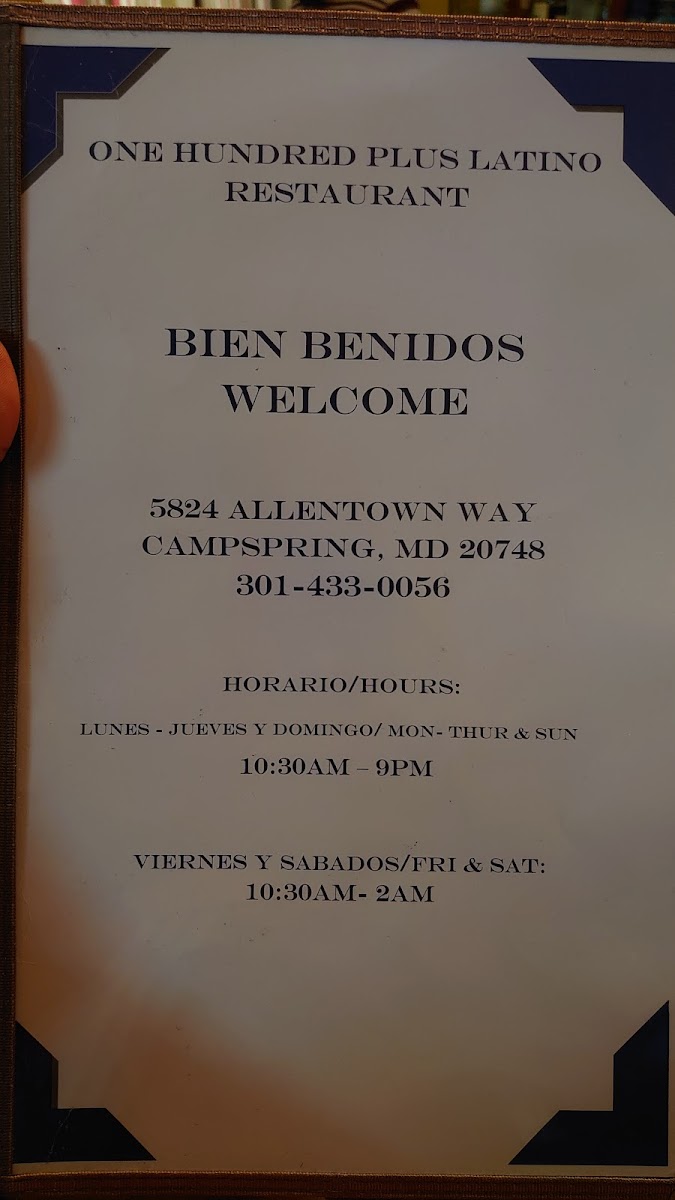 ONE HUNDRED PLUS LATINO
RESTAURANT
BIEN BENIDOS
WELCOME
5824 ALLENTOWN WAY
CAMPSPRING, MD 20748
301-433-0056
HORARIO/HOURS:
LUNES - JUEVES Y DOMINGO/ MON- THUR & SUN
10:30AM – 9PM
VIERNES Y SABADOS/FRI & SAT:
10:30AM- 2AM